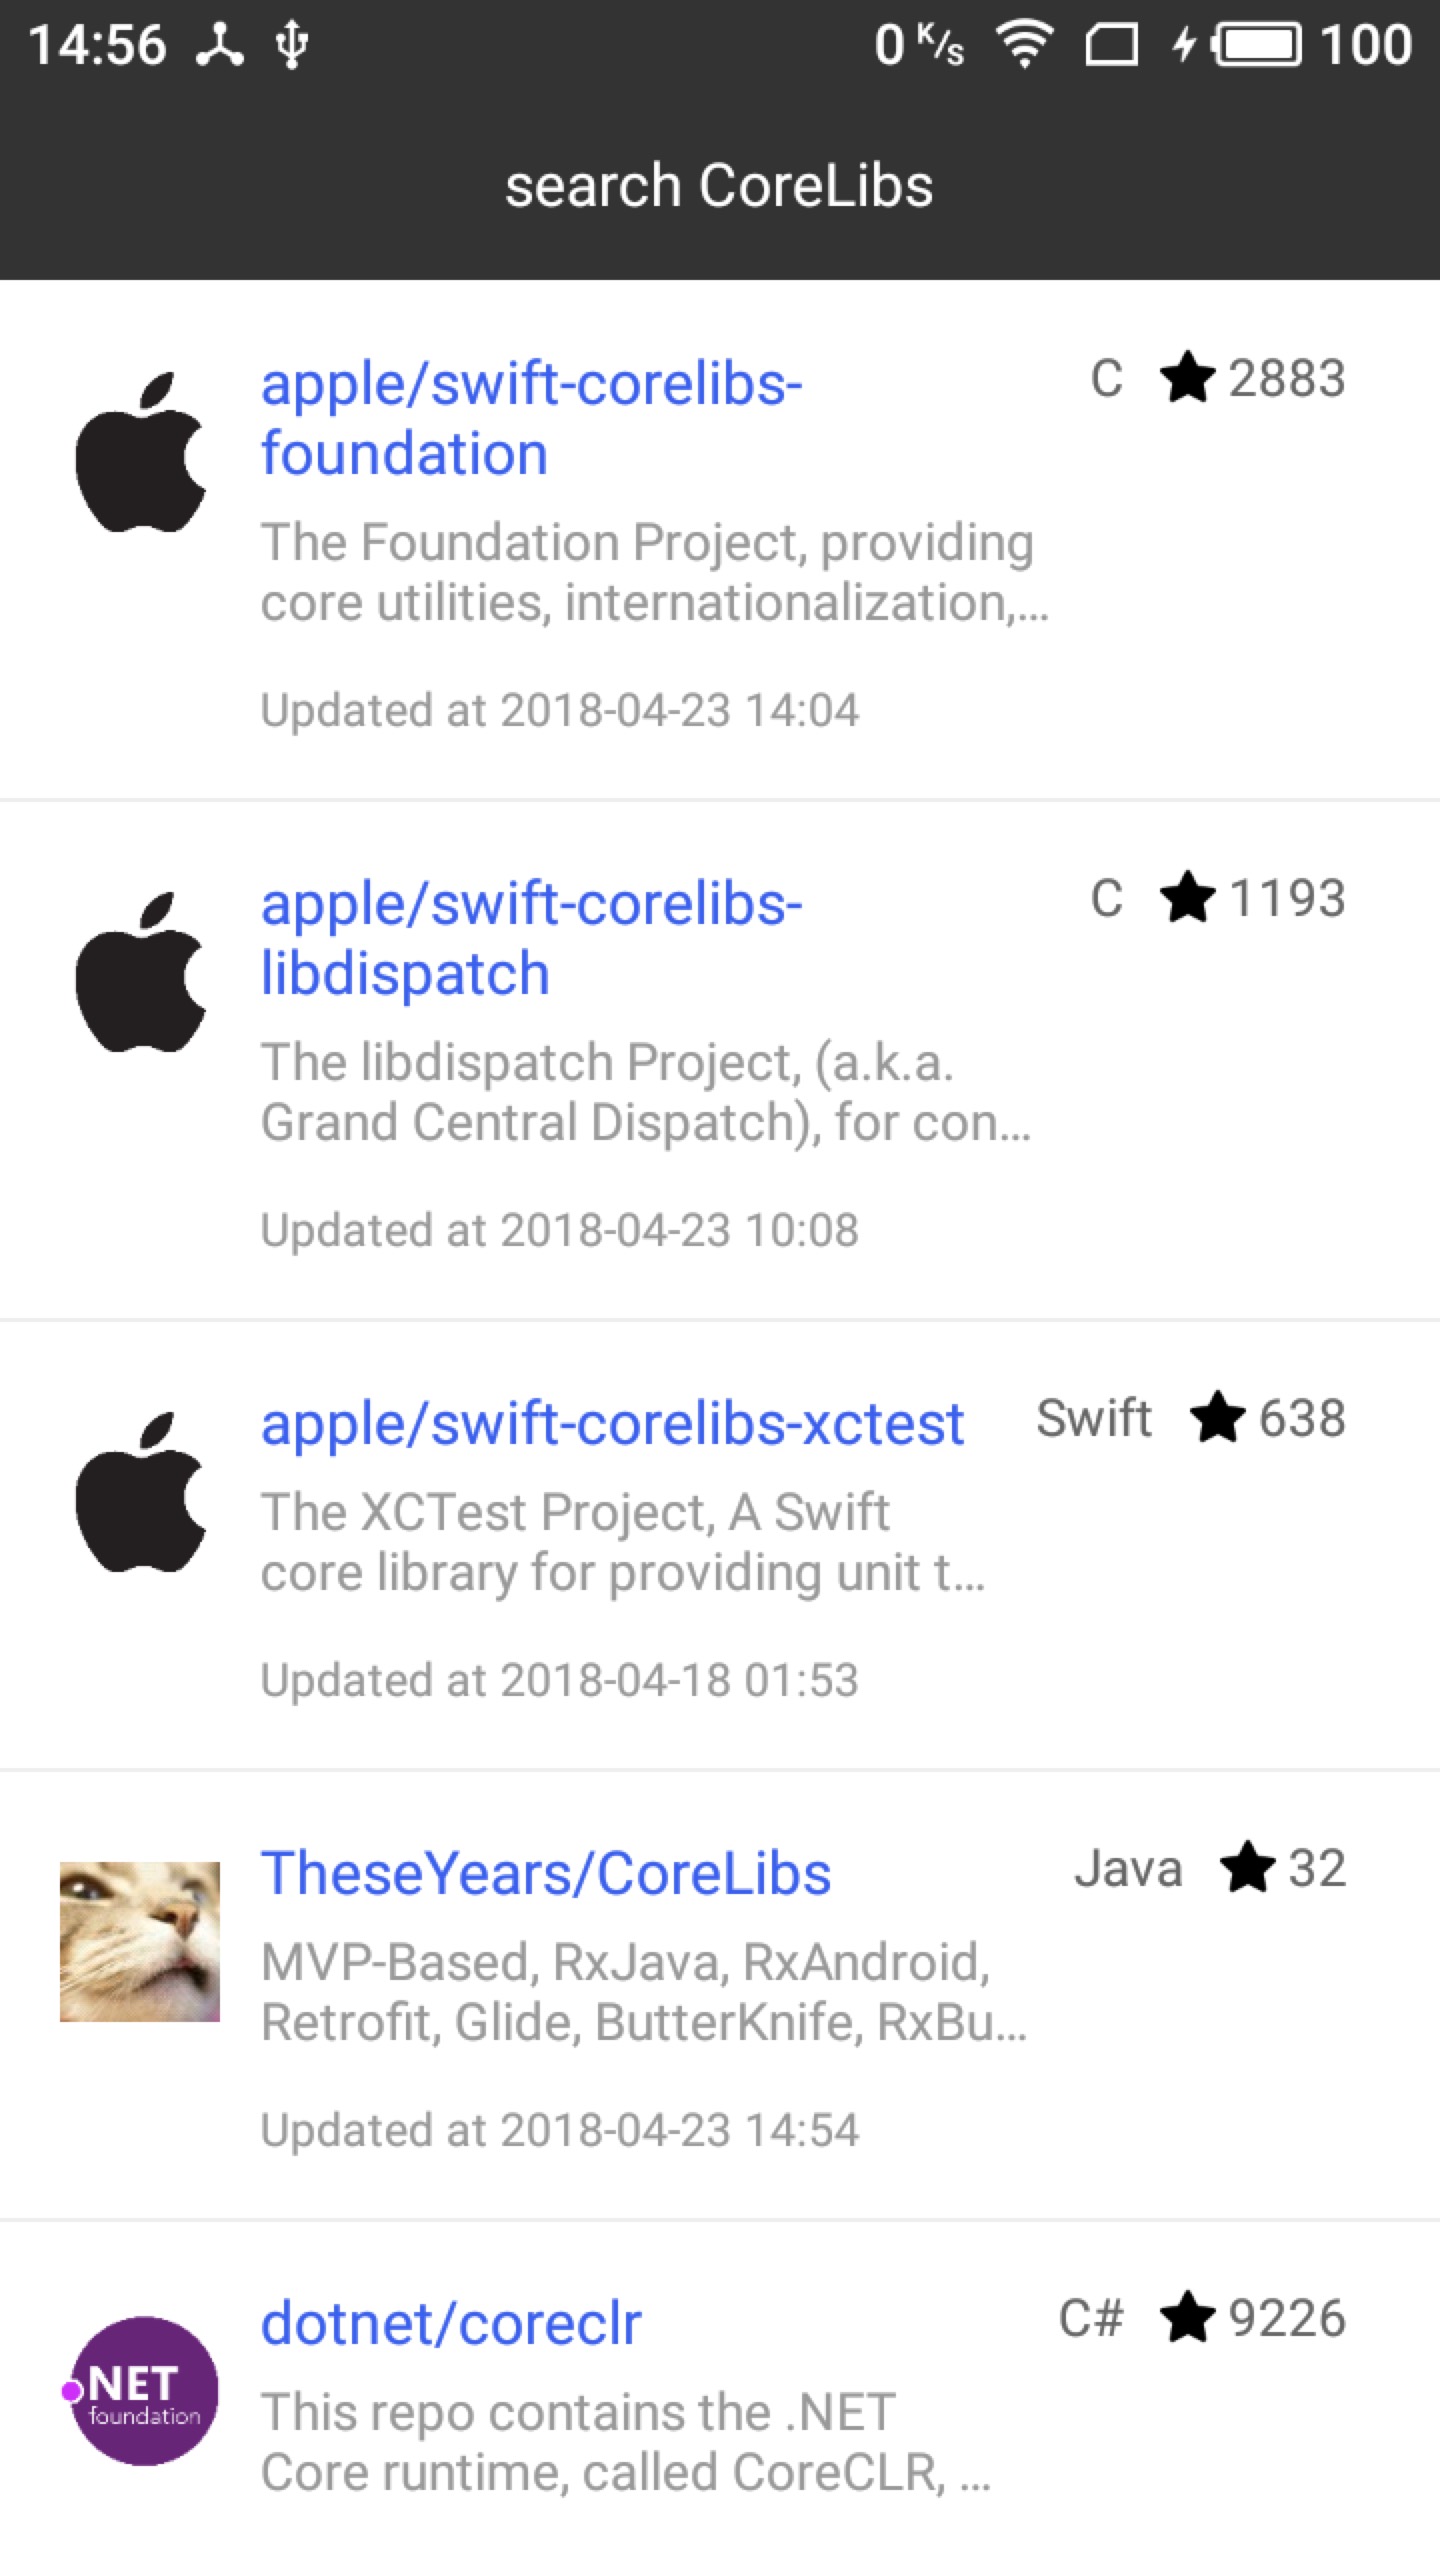 14:56 0 K/s 100
search CoreLibs
apple/swift-corelibs- C 2883
foundation
The Foundation Project, providing
core utilities, internationalization,...
Updated at 2018-04-23 14:04
apple/swift-corelibs- C 1193
libdispatch
The libdispatch Project, (a.k.a.
Grand Central Dispatch), for con...
Updated at 2018-04-23 10:08
apple/swift-corelibs-xctest Swift 638
The XCTest Project, A Swift
core library for providing unit t...
Updated at 2018-04-18 01:53
TheseYears/CoreLibs Java 32
MVP-Based, RxJava, RxAndroid,
Retrofit, Glide, ButterKnife, RxBu...
Updated at 2018-04-23 14:54
dotnet/coreclr C# 9226
.NET
foundation
This repo contains the .NET
Core runtime, called CoreCLR, ...